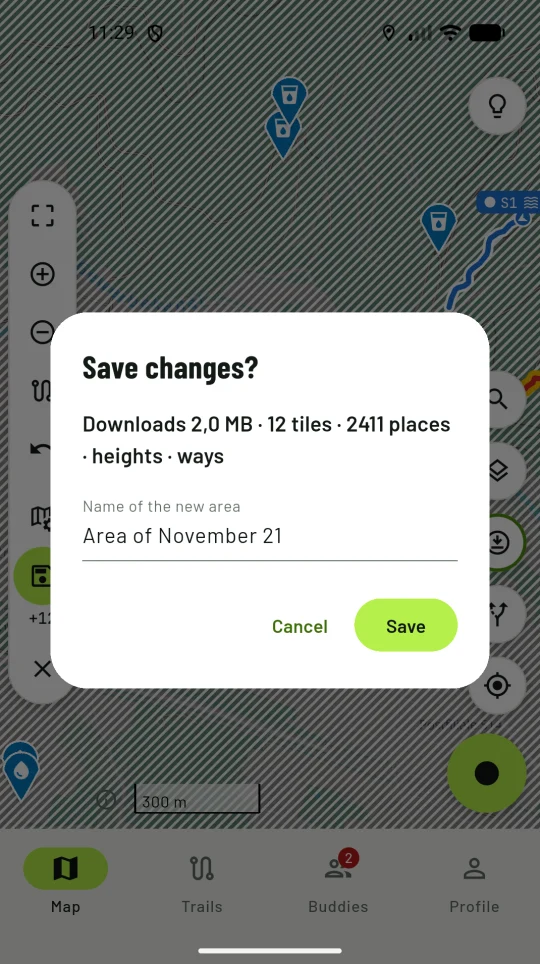 11:29
S1
Save changes?
Downloads 2,0 MB · 12 tiles · 2411 places
· heights · ways
Name of the new area
Area of November 21
Cancel
Save
300 m
2
Map
Trails
Buddies
Profile